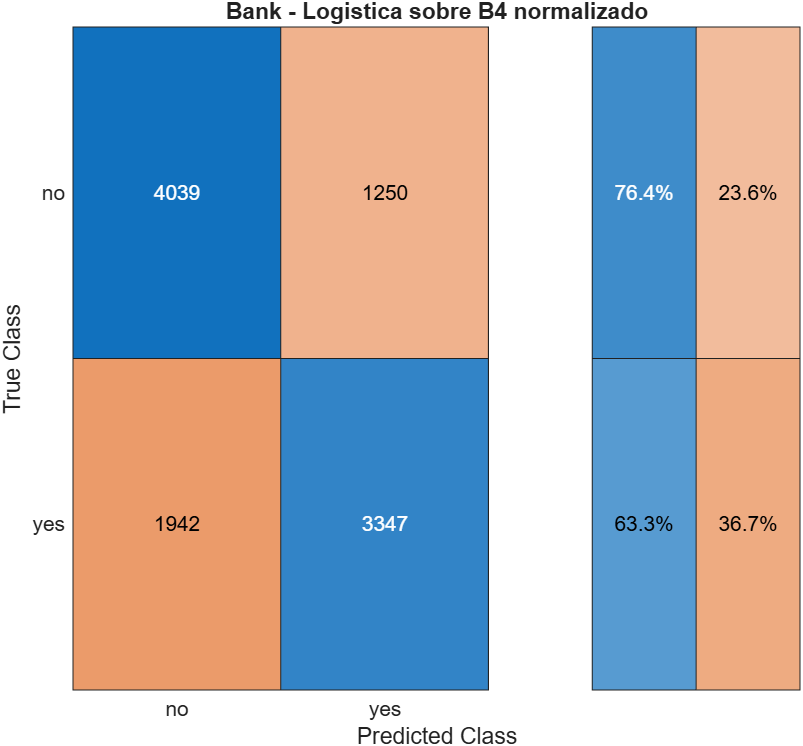 Bank - Logistica sobre B4 normalizado
True Class
no
4039
1250
76.4%
23.6%
yes
1942
3347
63.3%
36.7%
no
yes
Predicted Class